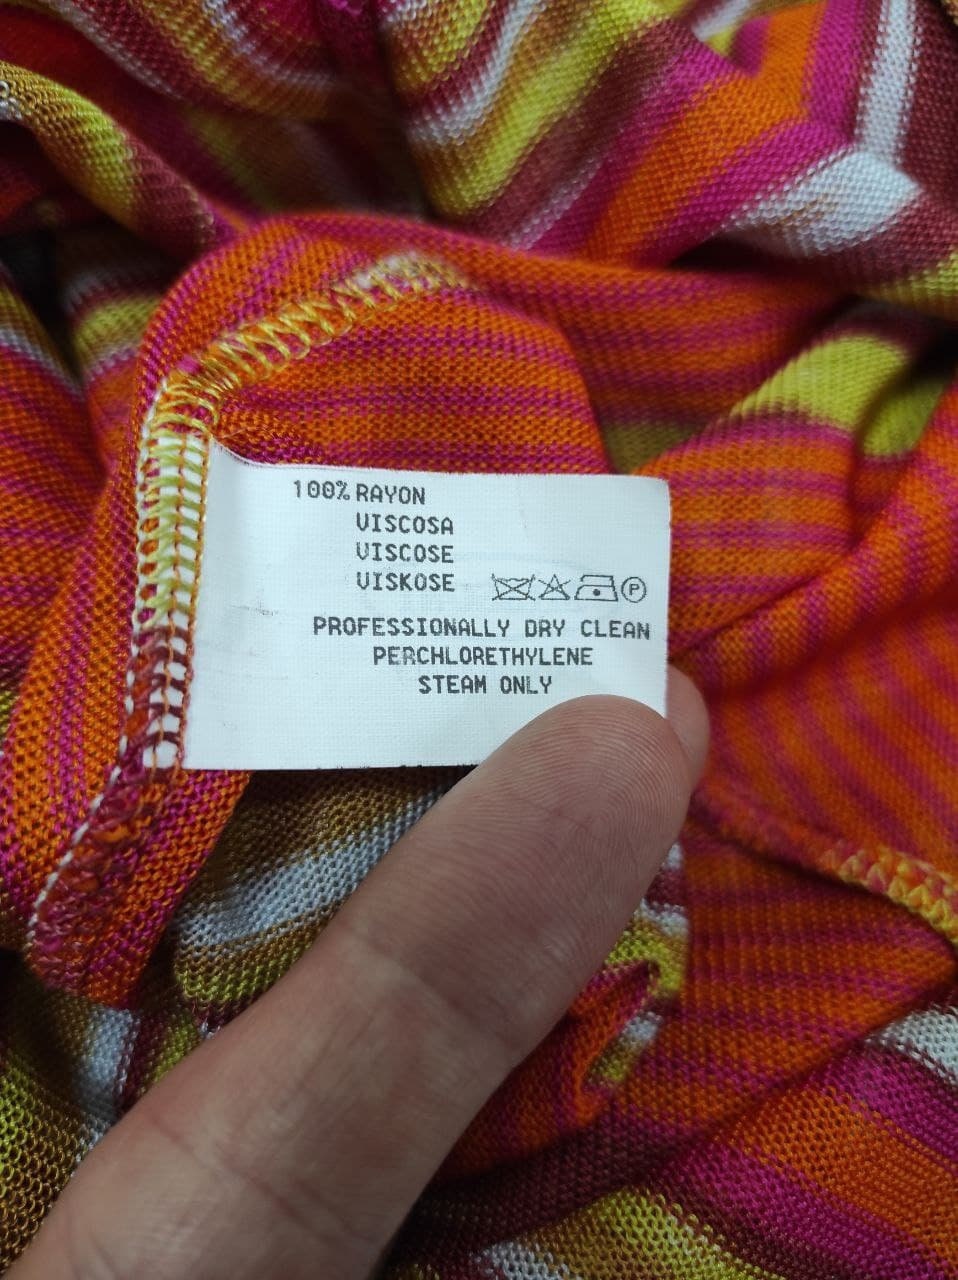 100% RAYON
VISCOSA
VISCOSE
VISKOSE P
PROFESSIONALLY DRY CLEAN
PERCHLORETHYLENE
STEAM ONLY